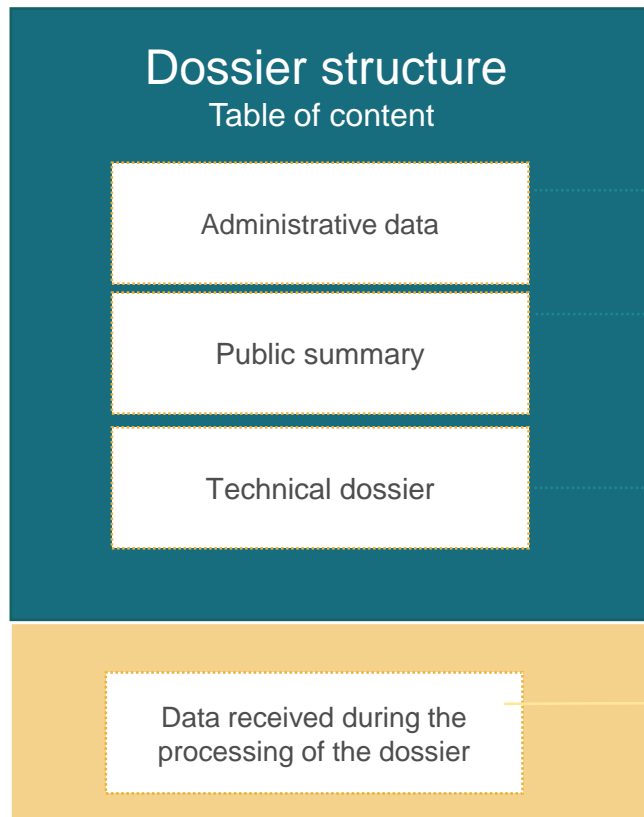 Dossier structure
Table of content
Administrative data
Public summary
Technical dossier
Data received during the
processing of the dossier